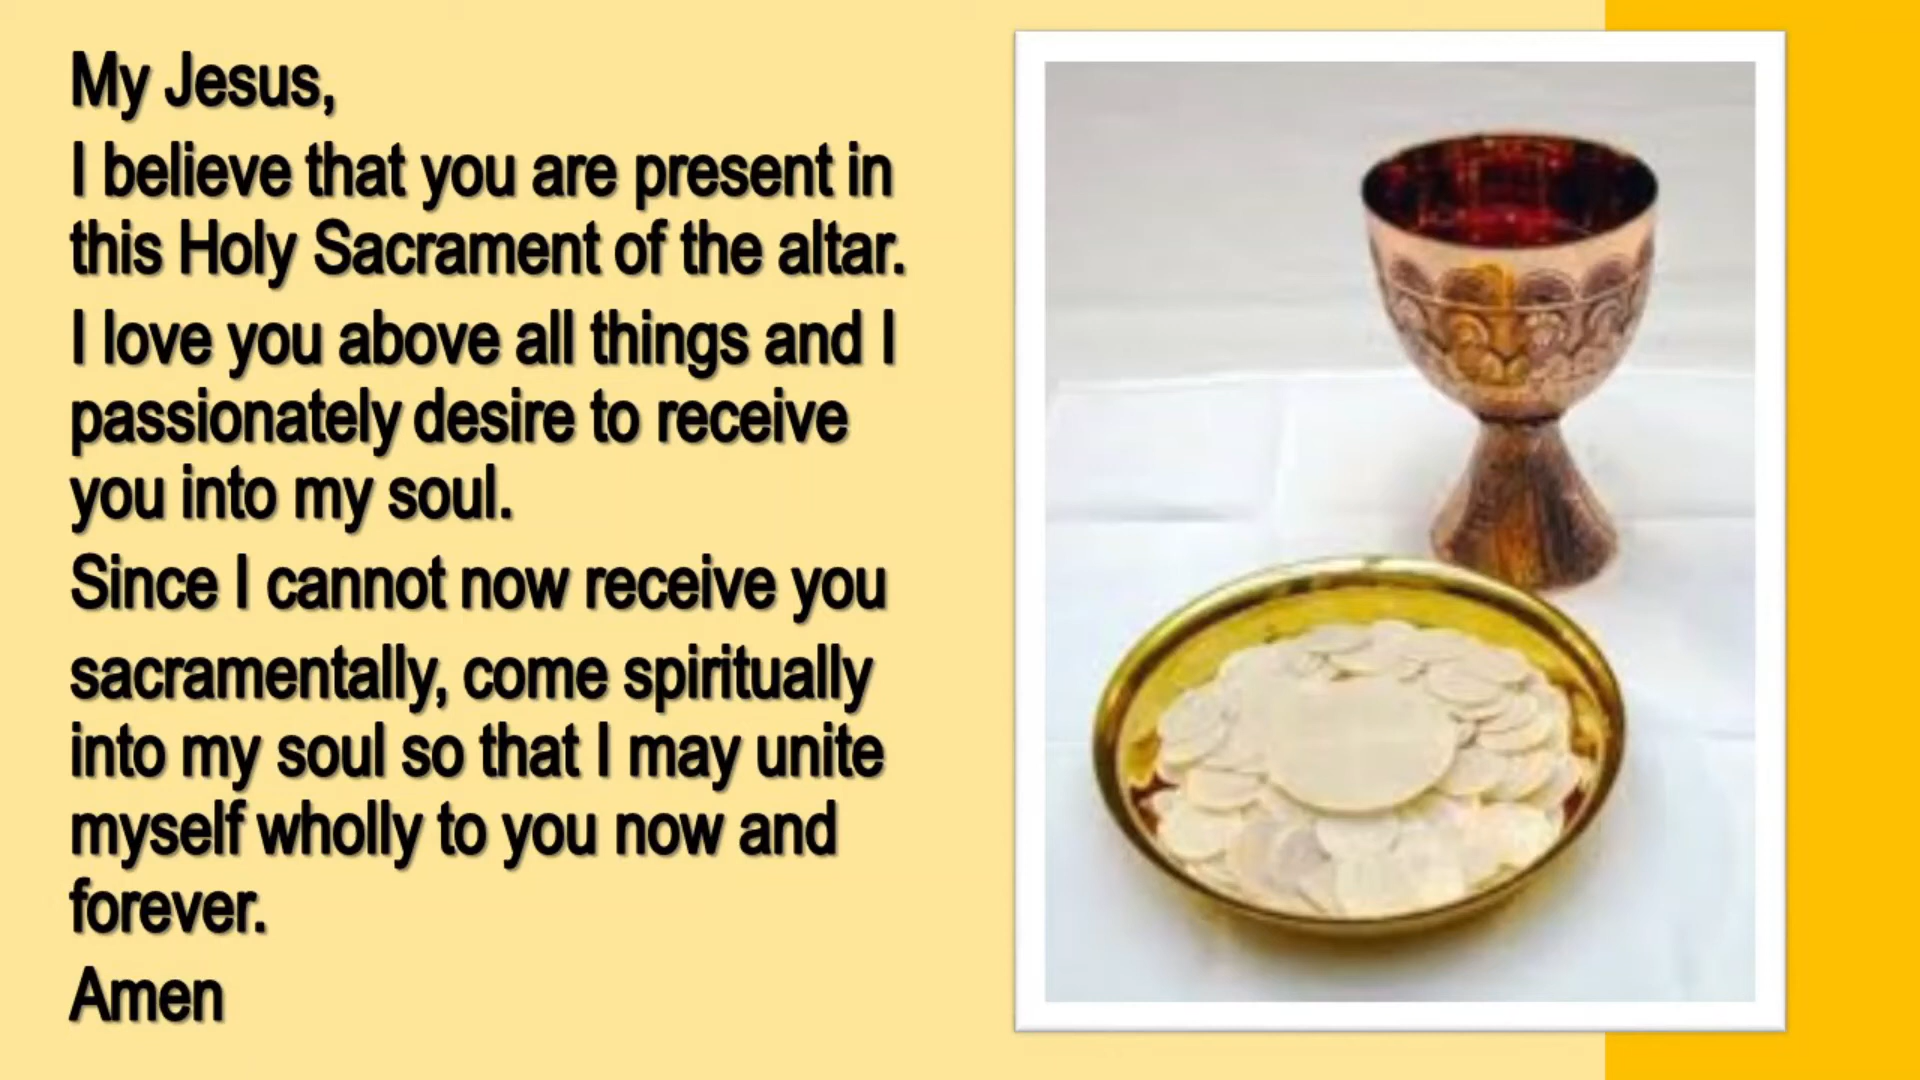 My Jesus,
I believe that you are present in
this Holy Sacrament of the altar.
I love you above all things and I
passionately desire to receive
you into my soul.
Since I cannot now receive you
sacramentally, come spiritually
into my soul so that I may unite
myself wholly to you now and
forever.
Amen